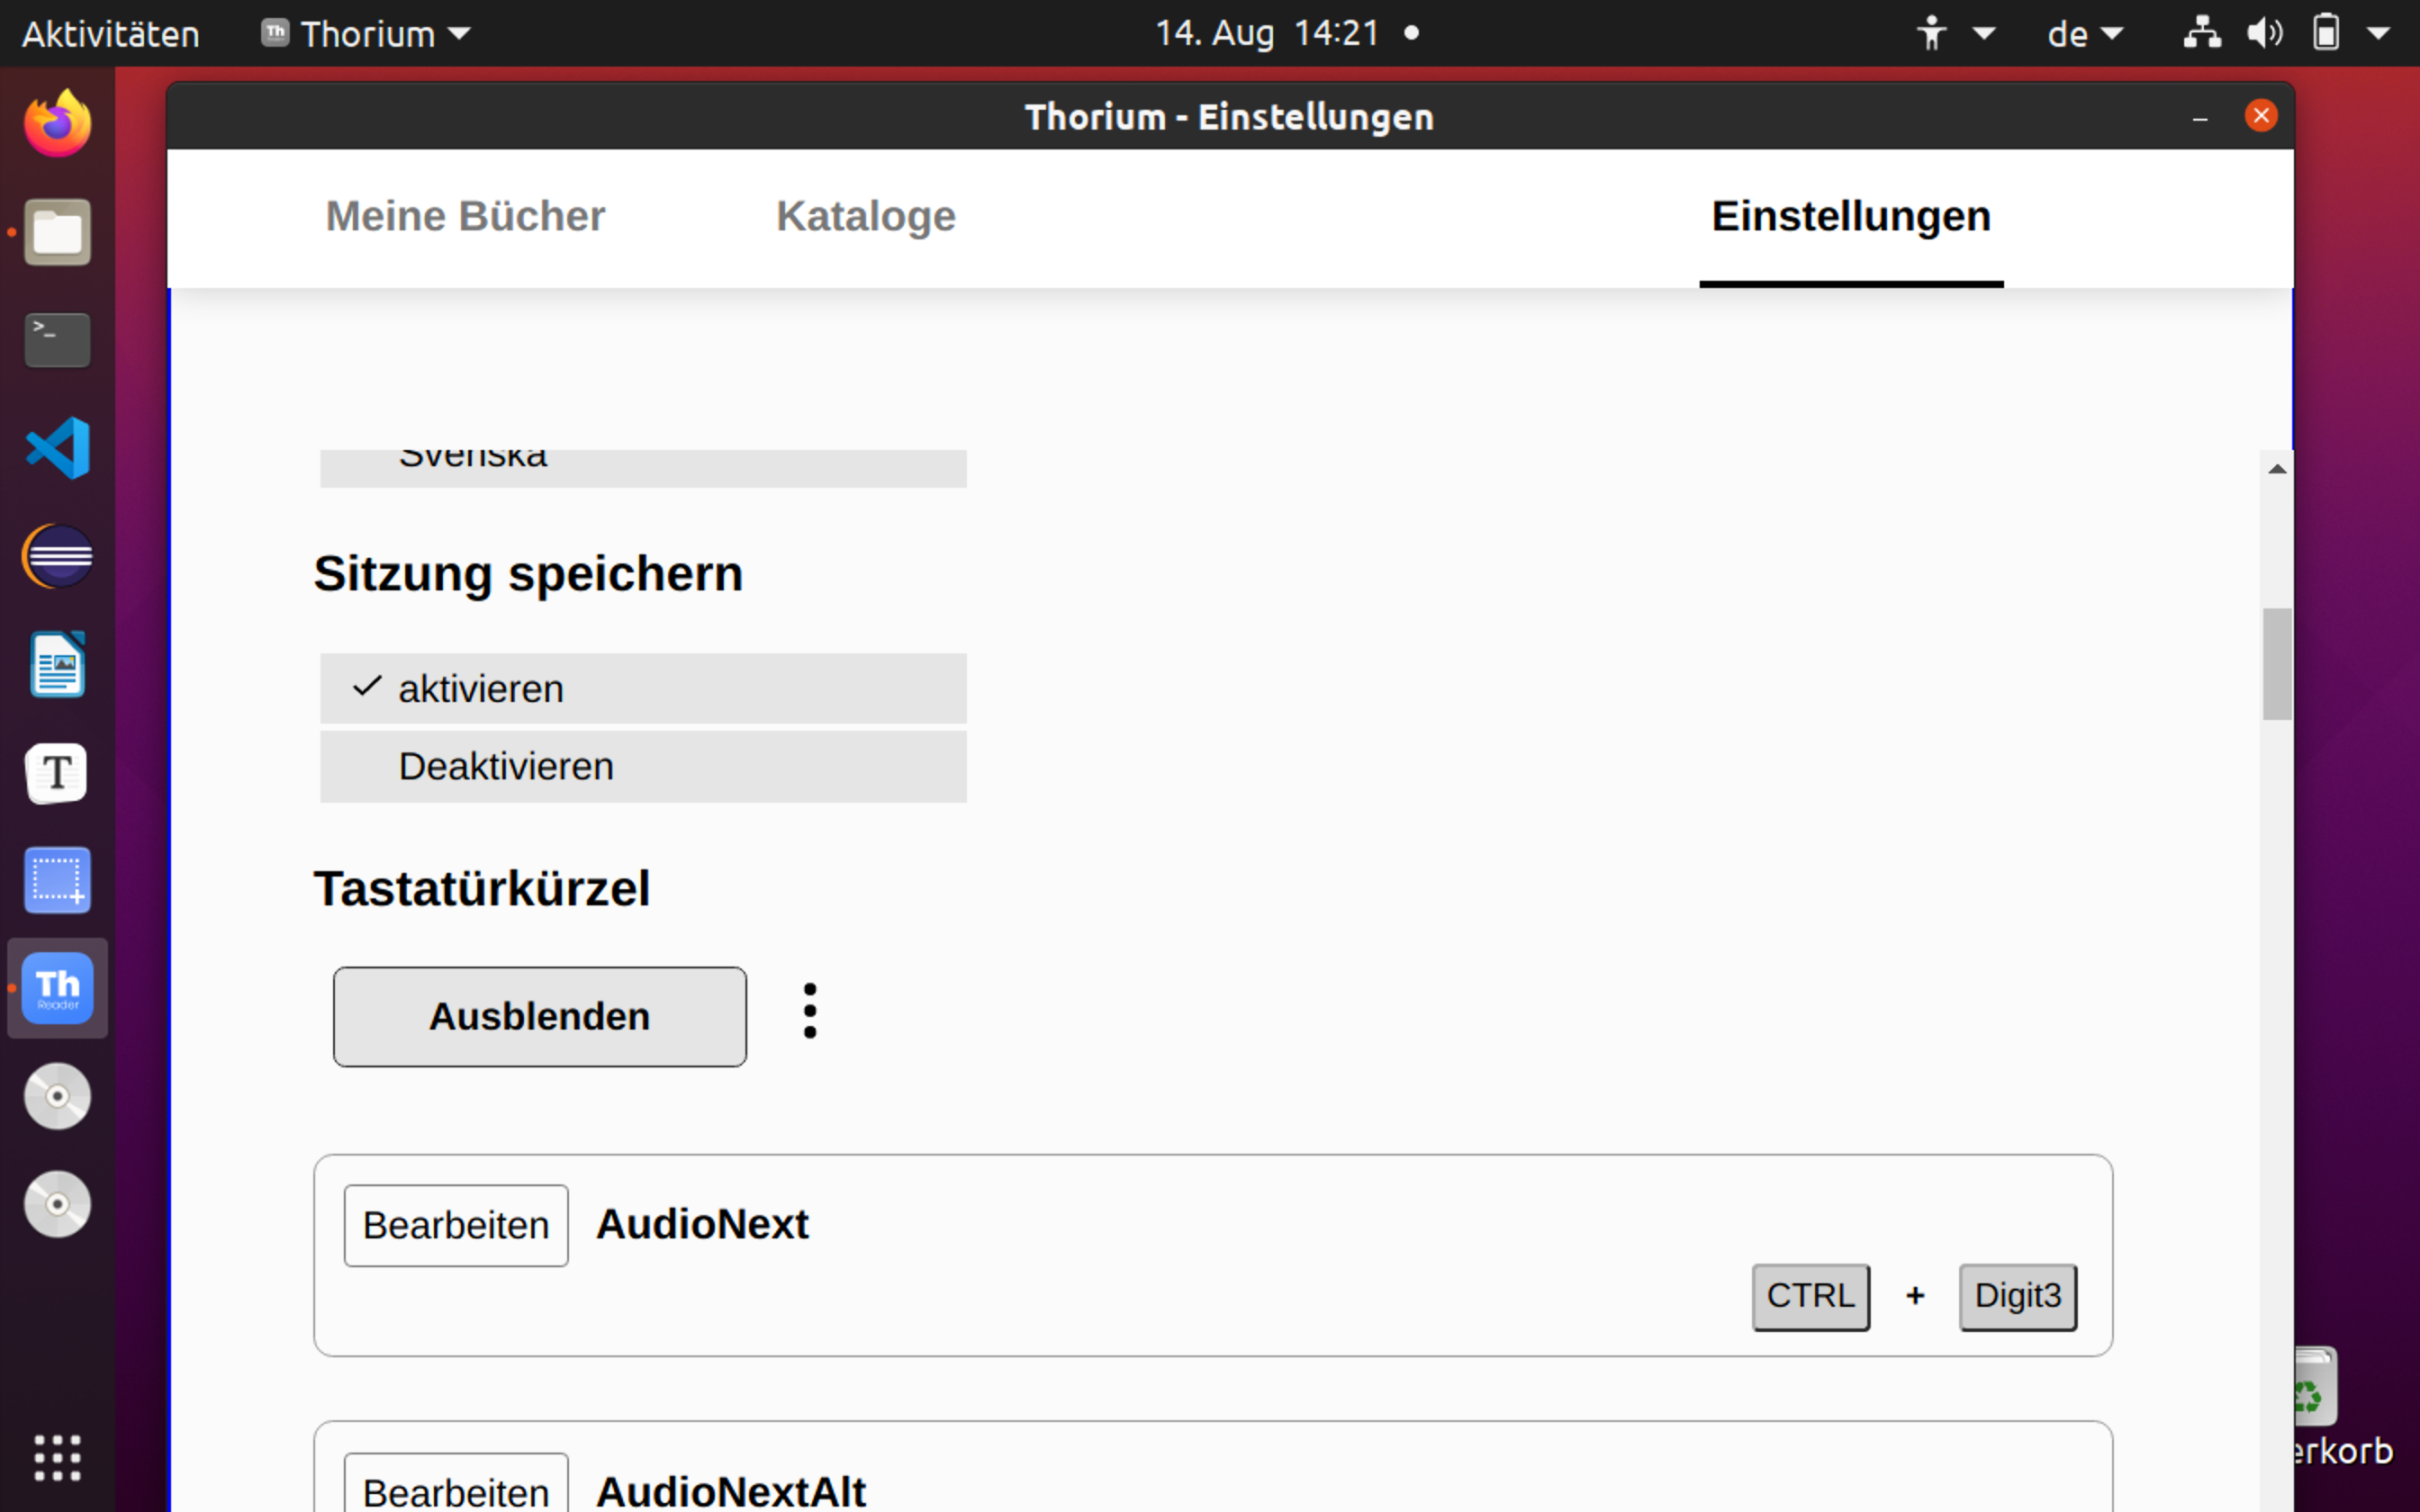 Aktivitäten
Thorium
14. Aug 14:21
de
Thorium - Einstellungen
Meine Bücher
Kataloge
Einstellungen
Svenska
Sitzung speichern
aktivieren
Deaktivieren
Tastatürkürzel
Ausblenden
Bearbeiten
AudioNext
CTRL + Digit3
Bearbeiten
AudioNextAlt
>_
T
Th
Reader
erkorb